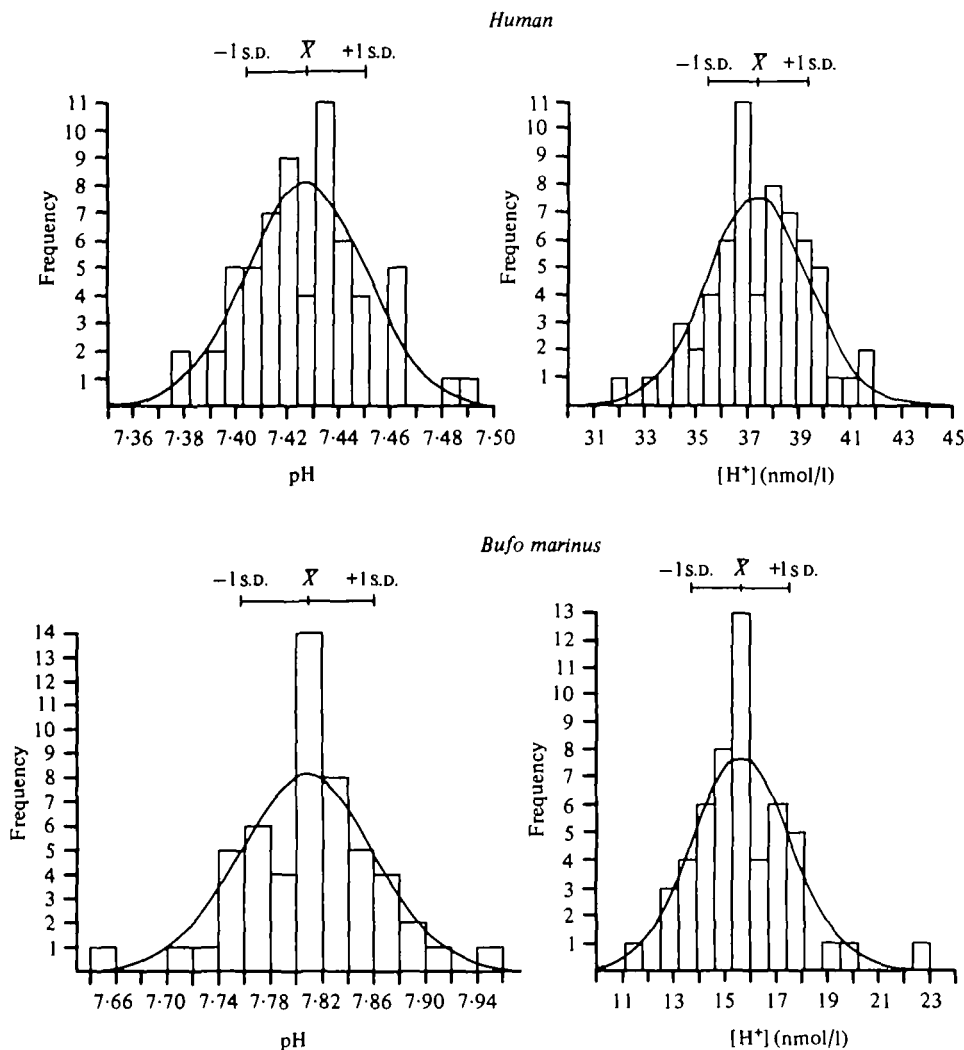 Human
−1 S.D. X̄ +1 S.D.
11
10
9
8
7
6
5
4
3
2
1
Frequency
7·36 7·38 7·40 7·42 7·44 7·46 7·48 7·50
pH
−1 S.D. X̄ +1 S.D.
11
10
9
8
7
6
5
4
3
2
1
Frequency
31 33 35 37 39 41 43 45
[H⁺] (nmol/l)
Bufo marinus
−1 S.D. X̄ +1 S.D.
14
13
12
11
10
9
8
7
6
5
4
3
2
1
Frequency
7·66 7·70 7·74 7·78 7·82 7·86 7·90 7·94
pH
−1 S.D. X̄ +1 S.D.
13
12
11
10
9
8
7
6
5
4
3
2
1
Frequency
11 13 15 17 19 21 23
[H⁺] (nmol/l)